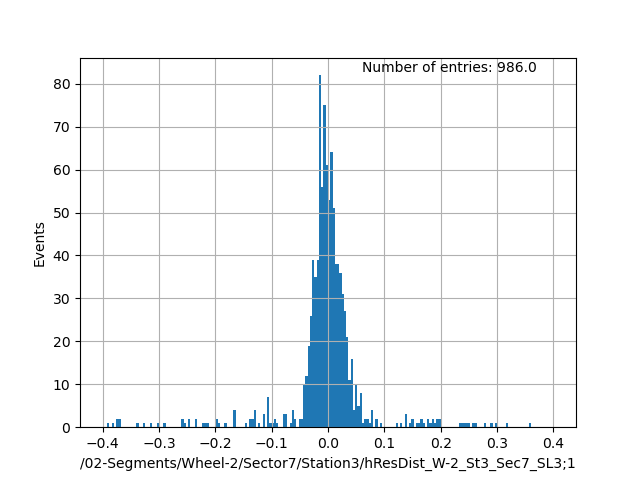 Number of entries: 986.0
80
70
60
50
40
30
20
10
0
Events
−0.4 −0.3 −0.2 −0.1 0.0 0.1 0.2 0.3 0.4
/02-Segments/Wheel-2/Sector7/Station3/hResDist_W-2_St3_Sec7_SL3;1